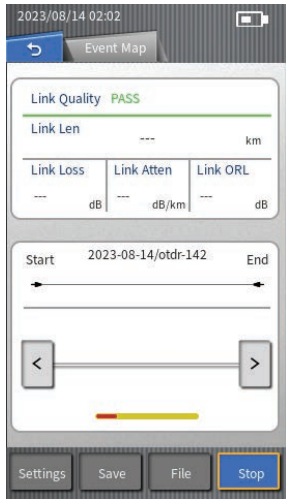 2023/08/14 02:02
Event Map
Link Quality PASS
Link Len --- km
Link Loss Link Atten Link ORL
--- dB --- dB/km --- dB
Start 2023-08-14/otdr-142 End
< >
Settings Save File Stop